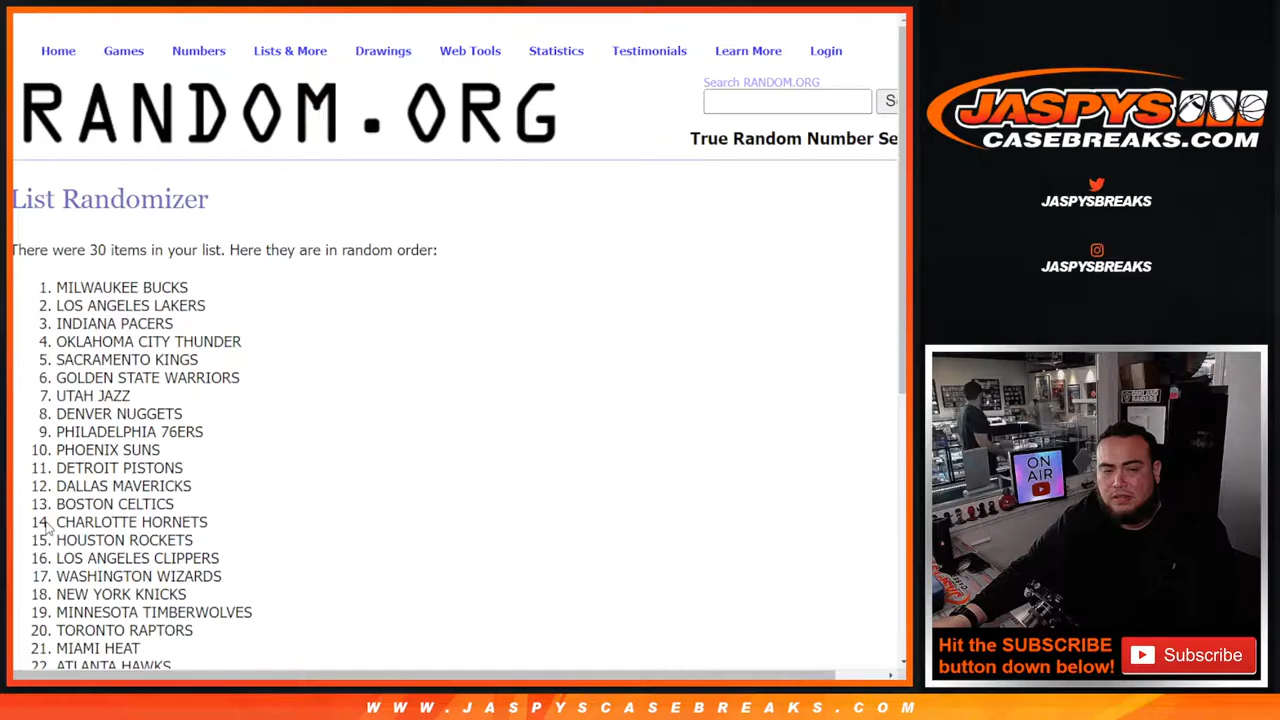 Home Games Numbers Lists & More Drawings Web Tools Statistics Testimonials Learn More Login
Search RANDOM.ORG
RANDOM.ORG
True Random Number Se
List Randomizer
There were 30 items in your list. Here they are in random order:
1. MILWAUKEE BUCKS
2. LOS ANGELES LAKERS
3. INDIANA PACERS
4. OKLAHOMA CITY THUNDER
5. SACRAMENTO KINGS
6. GOLDEN STATE WARRIORS
7. UTAH JAZZ
8. DENVER NUGGETS
9. PHILADELPHIA 76ERS
10. PHOENIX SUNS
11. DETROIT PISTONS
12. DALLAS MAVERICKS
13. BOSTON CELTICS
14. CHARLOTTE HORNETS
15. HOUSTON ROCKETS
16. LOS ANGELES CLIPPERS
17. WASHINGTON WIZARDS
18. NEW YORK KNICKS
19. MINNESOTA TIMBERWOLVES
20. TORONTO RAPTORS
21. MIAMI HEAT
22. ATLANTA HAWKS
JASPYS
CASEBREAKS.COM
JASPYSBREAKS
JASPYSBREAKS
OAKLAND
RAIDERS
ON
AIR
Hit the SUBSCRIBE
button down below!
Subscribe
WWW.JASPYSCASEBREAKS.COM